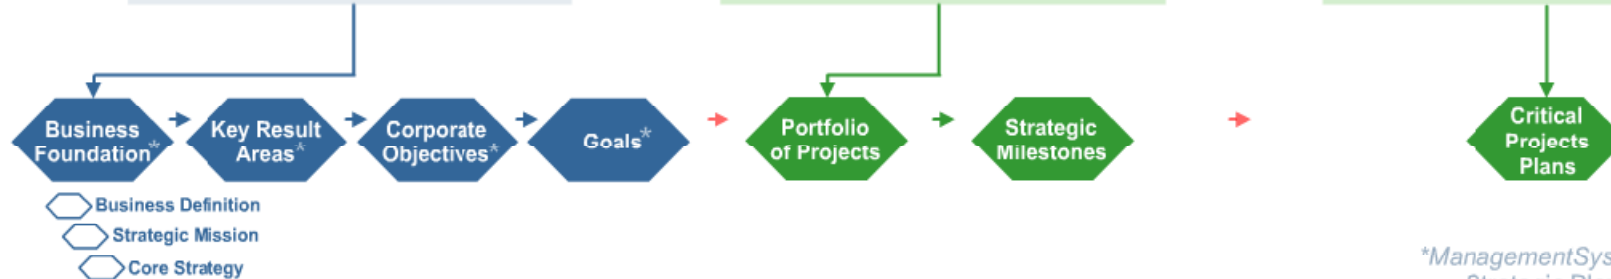 Business
Foundation*
Key Result
Areas*
Corporate
Objectives*
Goals*
Portfolio
of Projects
Strategic
Milestones
Critical
Projects
Plans
Business Definition
Strategic Mission
Core Strategy
*ManagementSys